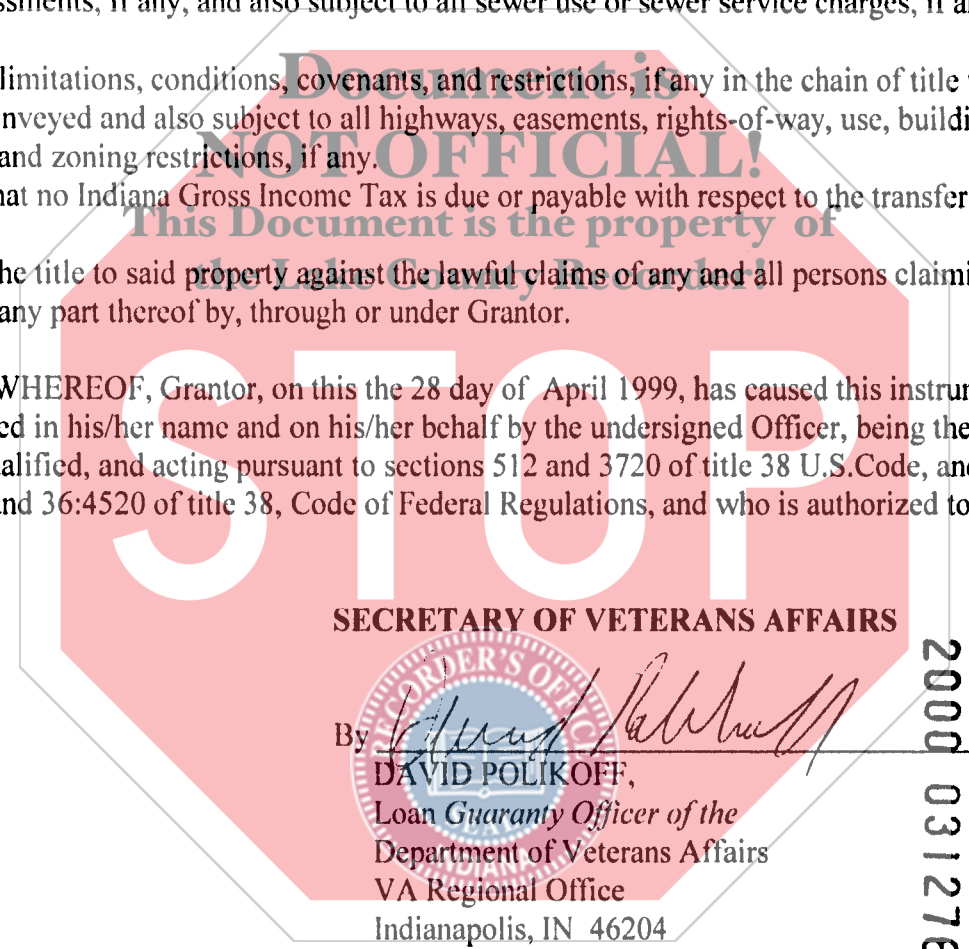 ssments, if any, and also subject to all sewer use or sewer service charges, if a
Document is
limitations, conditions, covenants, and restrictions, if any in the chain of title
nveyed and also subject to all highways, easements, rights-of-way, use, buildi
NOT OFFICIAL!
and zoning restrictions, if any.
hat no Indiana Gross Income Tax is due or payable with respect to the transfer
This Document is the property of
the Lake County Recorder!
he title to said property against the lawful claims of any and all persons claimi
any part thereof by, through or under Grantor.
STOP
WHEREOF, Grantor, on this the 28 day of April 1999, has caused this instru
ed in his/her name and on his/her behalf by the undersigned Officer, being the
alified, and acting pursuant to sections 512 and 3720 of title 38 U.S.Code, and
nd 36:4520 of title 38, Code of Federal Regulations, and who is authorized to
SECRETARY OF VETERANS AFFAIRS
RECORDER'S OFFIC
By
DAVID POLIKOFF,
Loan Guaranty Officer of the
SEAL
Department of Veterans Affairs
INDIANA
VA Regional Office
Indianapolis, IN 46204
2000 031276